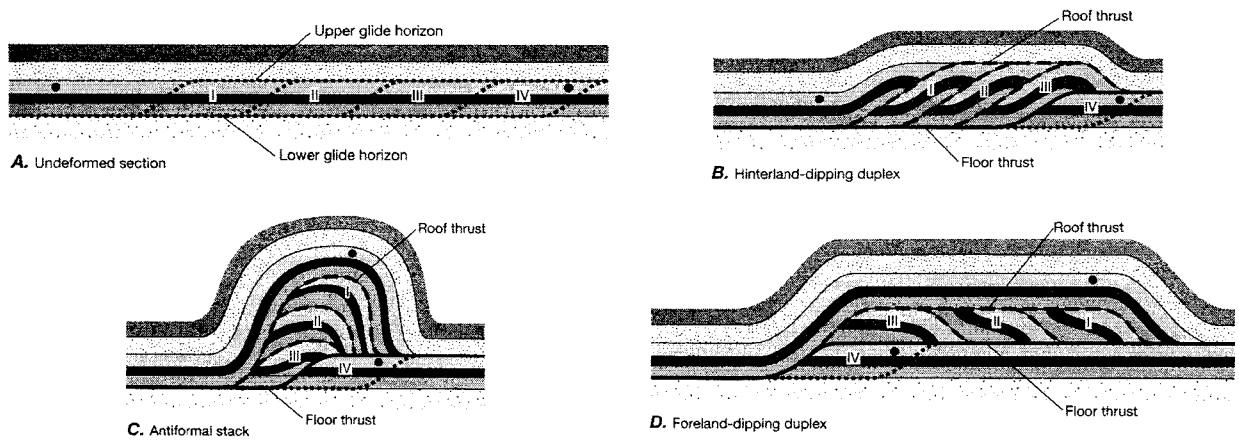 Upper glide horizon
I II III IV
Lower glide horizon
A. Undeformed section
Roof thrust
I II III
IV
Floor thrust
B. Hinterland-dipping duplex
Roof thrust
I
II
III
IV
Floor thrust
C. Antiformal stack
Roof thrust
III II I
IV
Floor thrust
D. Foreland-dipping duplex